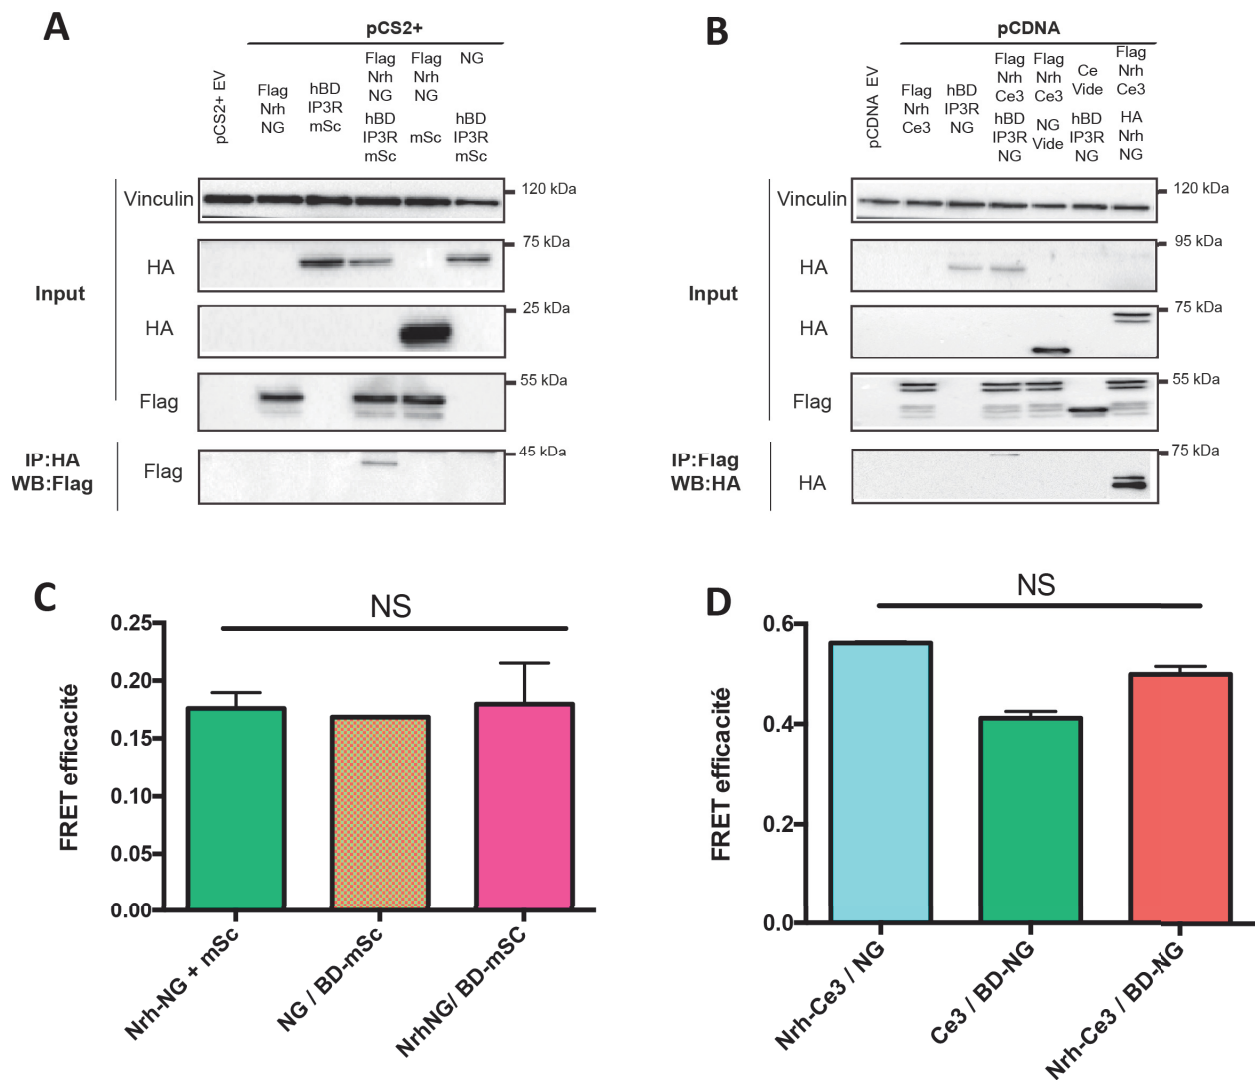 A
pCS2+
pCS2+ EV
Flag
Nrh
NG
hBD
IP3R
mSc
Flag
Nrh
NG
hBD
IP3R
mSc
Flag
Nrh
NG
mSc
NG
hBD
IP3R
mSc
Vinculin
120 kDa
HA
75 kDa
Input
HA
25 kDa
Flag
55 kDa
IP:HA
WB:Flag
Flag
45 kDa
B
pCDNA
pCDNA EV
Flag
Nrh
Ce3
hBD
IP3R
NG
Flag
Nrh
Ce3
hBD
IP3R
NG
Flag
Nrh
Ce3
NG
Vide
Ce
Vide
hBD
IP3R
NG
Flag
Nrh
Ce3
HA
Nrh
NG
Vinculin
120 kDa
HA
95 kDa
Input
HA
75 kDa
Flag
55 kDa
IP:Flag
WB:HA
HA
75 kDa
C
NS
FRET efficacité
0.25
0.20
0.15
0.10
0.05
0.00
Nrh-NG + mSc
NG / BD-mSc
NrhNG/ BD-mSC
D
NS
FRET efficacité
0.6
0.4
0.2
0.0
Nrh-Ce3 / NG
Ce3 / BD-NG
Nrh-Ce3 / BD-NG